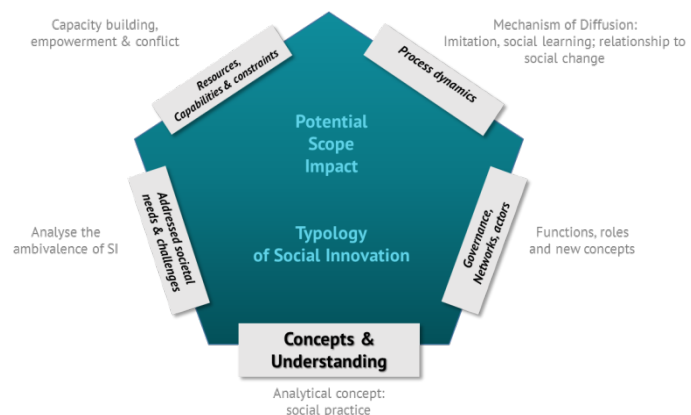 Capacity building,
empowerment & conflict
Mechanism of Diffusion:
Imitation, social learning; relationship to
social change
Resources,
Capabilities & constraints
Process dynamics
Potential
Scope
Impact
Addressed societal
needs & challenges
Analyse the
ambivalence of SI
Typology
of Social Innovation
Governance,
Networks, actors
Functions, roles
and new concepts
Concepts &
Understanding
Analytical concept:
social practice